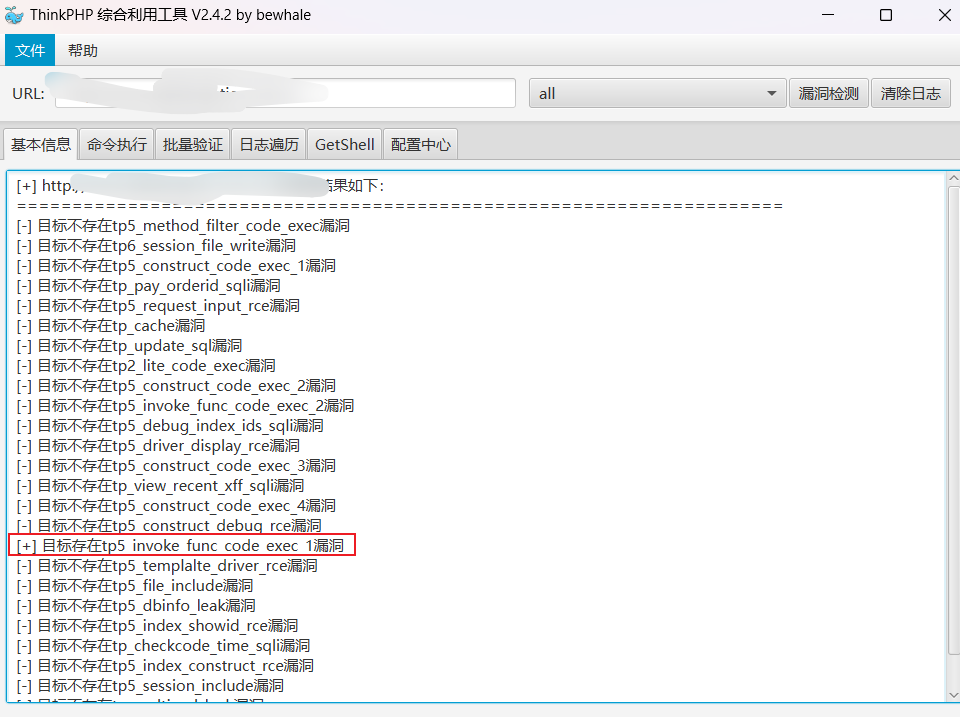 ThinkPHP 综合利用工具 V2.4.2 by bewhale
文件 帮助
URL: all 漏洞检测 清除日志
基本信息 命令执行 批量验证 日志遍历 GetShell 配置中心
[+] http:/ 结果如下：
======================================================================
[-] 目标不存在tp5_method_filter_code_exec漏洞
[-] 目标不存在tp6_session_file_write漏洞
[-] 目标不存在tp5_construct_code_exec_1漏洞
[-] 目标不存在tp_pay_orderid_sqli漏洞
[-] 目标不存在tp5_request_input_rce漏洞
[-] 目标不存在tp_cache漏洞
[-] 目标不存在tp_update_sql漏洞
[-] 目标不存在tp2_lite_code_exec漏洞
[-] 目标不存在tp5_construct_code_exec_2漏洞
[-] 目标不存在tp5_invoke_func_code_exec_2漏洞
[-] 目标不存在tp5_debug_index_ids_sqli漏洞
[-] 目标不存在tp5_driver_display_rce漏洞
[-] 目标不存在tp5_construct_code_exec_3漏洞
[-] 目标不存在tp_view_recent_xff_sqli漏洞
[-] 目标不存在tp5_construct_code_exec_4漏洞
[-] 目标不存在tp5_construct_debug_rce漏洞
[+] 目标存在tp5_invoke_func_code_exec_1漏洞
[-] 目标不存在tp5_templalte_driver_rce漏洞
[-] 目标不存在tp5_file_include漏洞
[-] 目标不存在tp5_dbinfo_leak漏洞
[-] 目标不存在tp5_index_showid_rce漏洞
[-] 目标不存在tp_checkcode_time_sqli漏洞
[-] 目标不存在tp5_index_construct_rce漏洞
[-] 目标不存在tp5_session_include漏洞